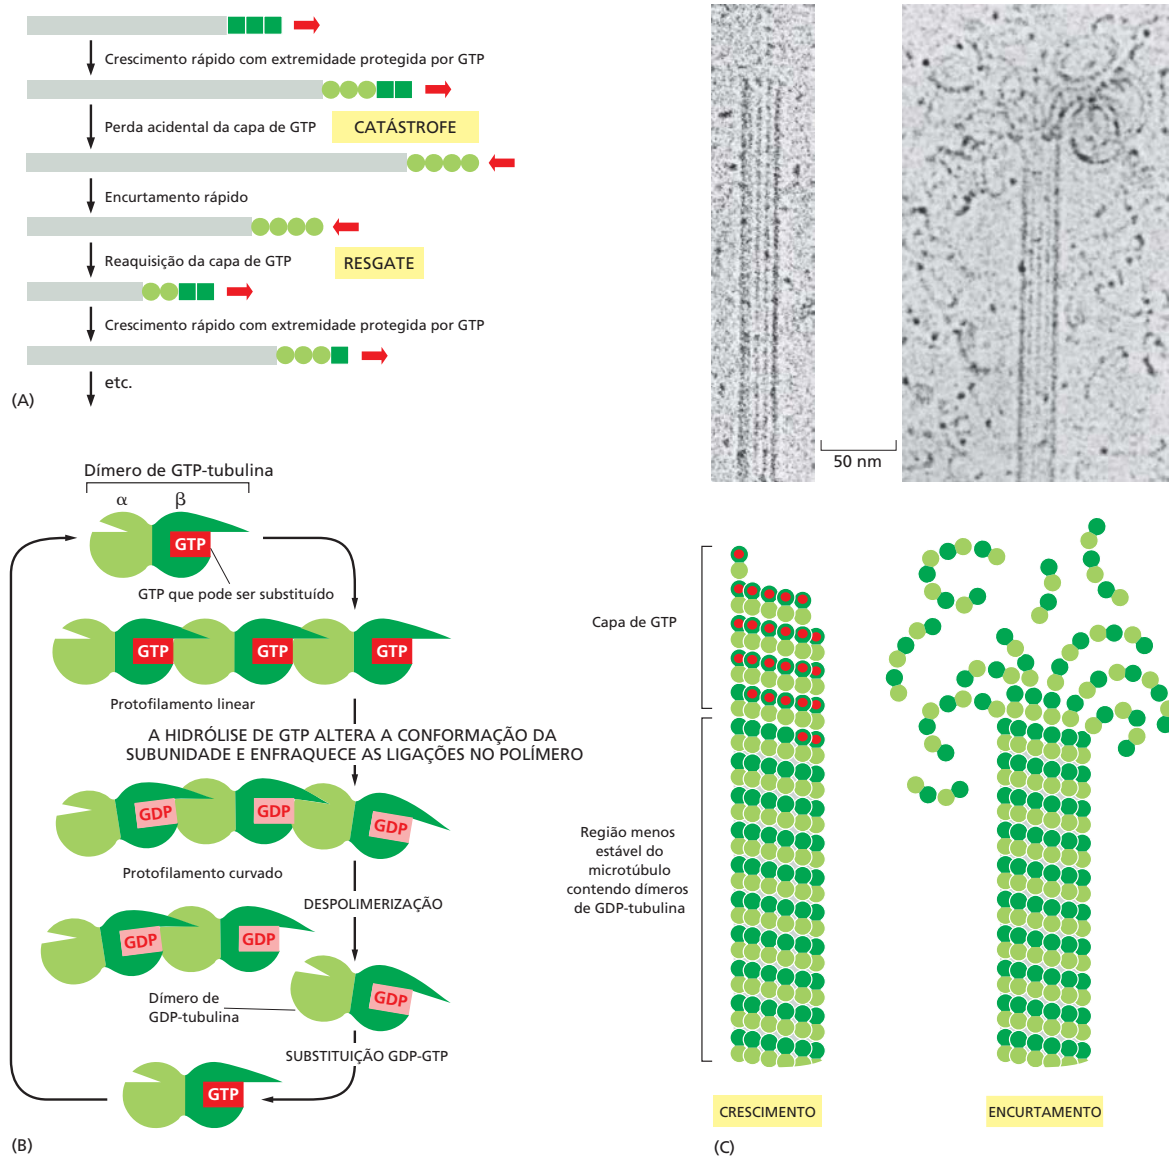 Crescimento rápido com extremidade protegida por GTP
Perda acidental da capa de GTP
CATÁSTROFE
Encurtamento rápido
Reaquisição da capa de GTP
RESGATE
Crescimento rápido com extremidade protegida por GTP
etc.
(A)
50 nm
Dímero de GTP-tubulina
α
β
GTP
GTP que pode ser substituído
GTP
GTP
GTP
Protofilamento linear
A HIDRÓLISE DE GTP ALTERA A CONFORMAÇÃO DA
SUBUNIDADE E ENFRAQUECE AS LIGAÇÕES NO POLÍMERO
GDP
GDP
GDP
Protofilamento curvado
DESPOLIMERIZAÇÃO
GDP
GDP
GDP
Dímero de
GDP-tubulina
SUBSTITUIÇÃO GDP-GTP
GTP
(B)
Capa de GTP
Região menos
estável do
microtúbulo
contendo dímeros
de GDP-tubulina
CRESCIMENTO
ENCURTAMENTO
(C)